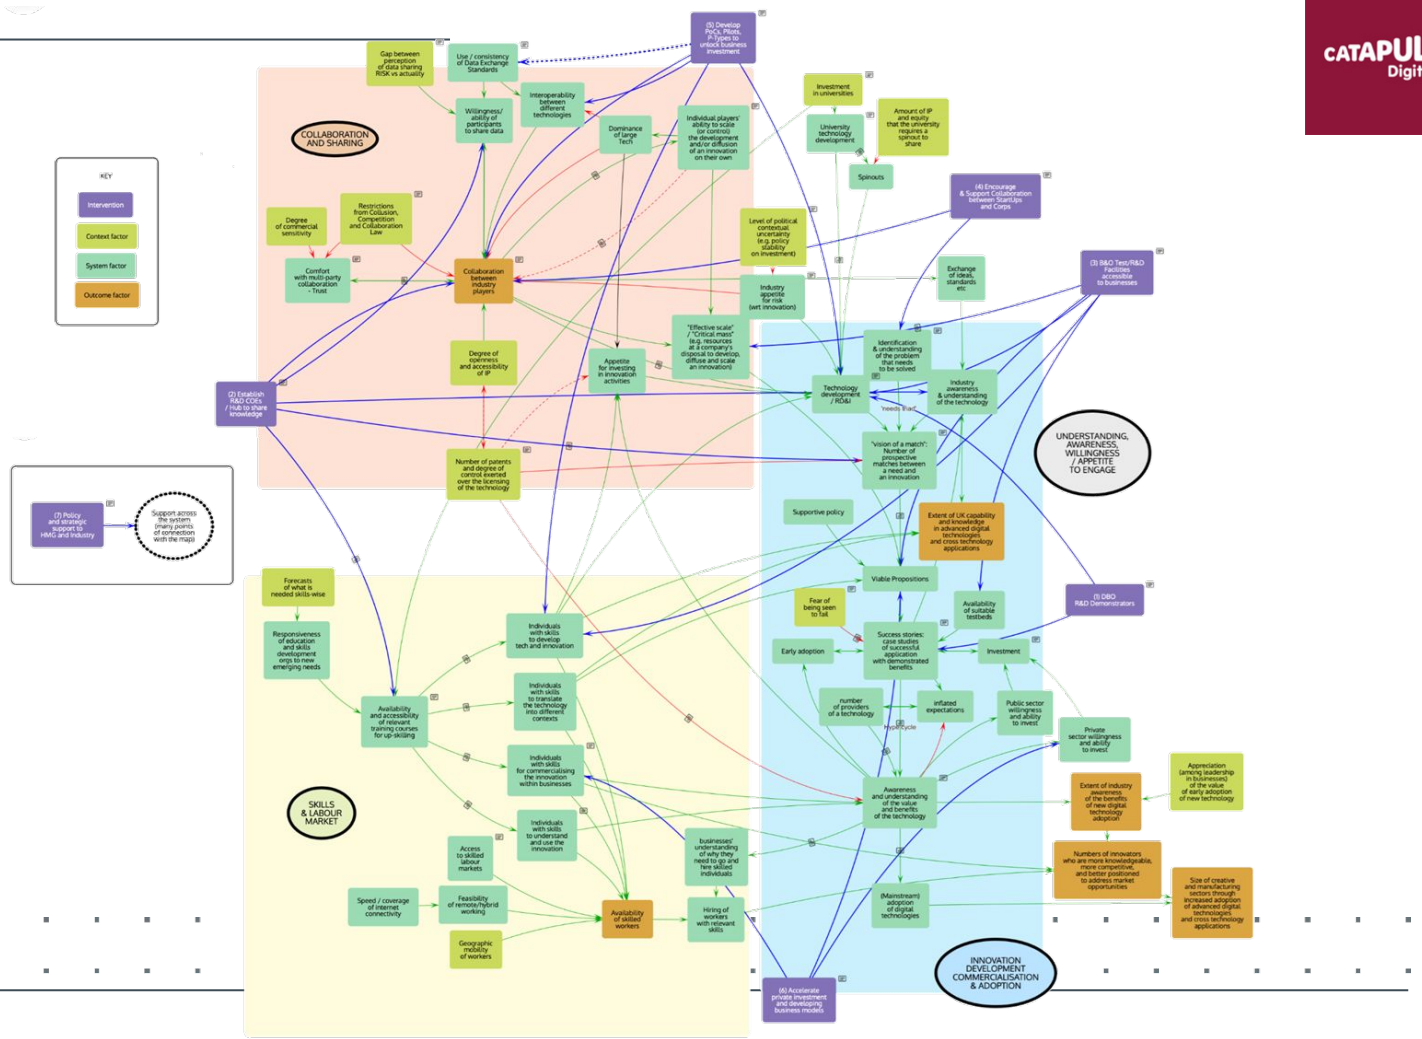 CATAPUL
Digit
KEY
Intervention
Context factor
System factor
Outcome factor
(7) Policy
and strategic
support to
HMG and Industry
Support across
the system
(many points
of connection
with the map)
COLLABORATION
AND SHARING
Gap between
perception
of data sharing
RISK vs actuality
Use / consistency
of Data Exchange
Standards
(5) Develop
PoCs, Pilots,
P-Types to
unlock business
investment
Willingness/
ability of
participants
to share data
Interoperability
between
different
technologies
Dominance
of large
Tech
Individual players'
ability to scale
(or control)
the development
and/or diffusion
of an innovation
on their own
Investment
in universities
University
technology
development
Amount of IP
and equity
that the university
requires a
spinout to
share
Spinouts
(4) Encourage
& Support Collaboration
between StartUps
and Corps
Degree
of commercial
sensitivity
Restrictions
from Collusion,
Competition
and Collaboration
Law
Comfort
with multi-party
collaboration
- Trust
Collaboration
between
industry
players
Level of political
contextual
uncertainty
(e.g. policy
stability
on investment)
Industry
appetite
for risk
(wrt innovation)
Exchange
of ideas,
standards
etc
(3) B&O Test/R&D
Facilities
accessible
to businesses
"Effective scale"
/ "Critical mass"
(e.g. resources
at a company's
disposal to develop,
diffuse and scale
an innovation)
Degree of
openness
and accessibility
of IP
Appetite
for investing
in innovation
activities
Identification
& understanding
of the problem
that needs
to be solved
Technology
development
/ RD&I
Industry
awareness
& understanding
of the technology
'needs triad'
(2) Establish
R&D COEs
/ Hub to share
knowledge
Number of patents
and degree of
control exerted
over the licensing
of the technology
"vision of a match":
Number of
prospective
matches between
a need and
an innovation
UNDERSTANDING,
AWARENESS,
WILLINGNESS
/ APPETITE
TO ENGAGE
Supportive policy
Extent of UK capability
and knowledge
in advanced digital
technologies
and cross technology
applications
Viable Propositions
(1) DBO
R&D Demonstrators
Fear of
being seen
to fail
Availability
of suitable
testbeds
Success stories:
case studies
of successful
application
with demonstrated
benefits
Early adoption
Investment
number
of providers
of a technology
inflated
expectations
Hype cycle
Public sector
willingness
and ability
to invest
Private
sector willingness
and ability
to invest
Forecasts
of what is
needed skills-wise
Responsiveness
of education
and skills
development
orgs to new
emerging needs
Availability
and accessibility
of relevant
training courses
for up-skilling
Individuals
with skills
to develop
tech and innovation
Individuals
with skills
to translate
the technology
into different
contexts
Individuals
with skills
for commercialising
the innovation
within businesses
Individuals
with skills
to understand
and use the
innovation
SKILLS
& LABOUR
MARKET
Access
to skilled
labour
markets
Speed / coverage
of internet
connectivity
Feasibility
of remote/hybrid
working
Geographic
mobility
of workers
Availability
of skilled
workers
businesses'
understanding
of why they
need to go and
hire skilled
individuals
Hiring of
workers
with relevant
skills
Awareness
and understanding
of the value
and benefits
of the technology
(Mainstream)
adoption
of digital
technologies
Extent of industry
awareness
of the benefits
of new digital
technology
adoption
Appreciation
(among leadership
in businesses)
of the value
of early adoption
of new technology
Numbers of innovators
who are more knowledgeable,
more competitive,
and better positioned
to address market
opportunities
Size of creative
and manufacturing
sectors through
increased adoption
of advanced digital
technologies
and cross technology
applications
INNOVATION
DEVELOPMENT
COMMERCIALISATION
& ADOPTION
(6) Accelerate
private investment
and developing
business models